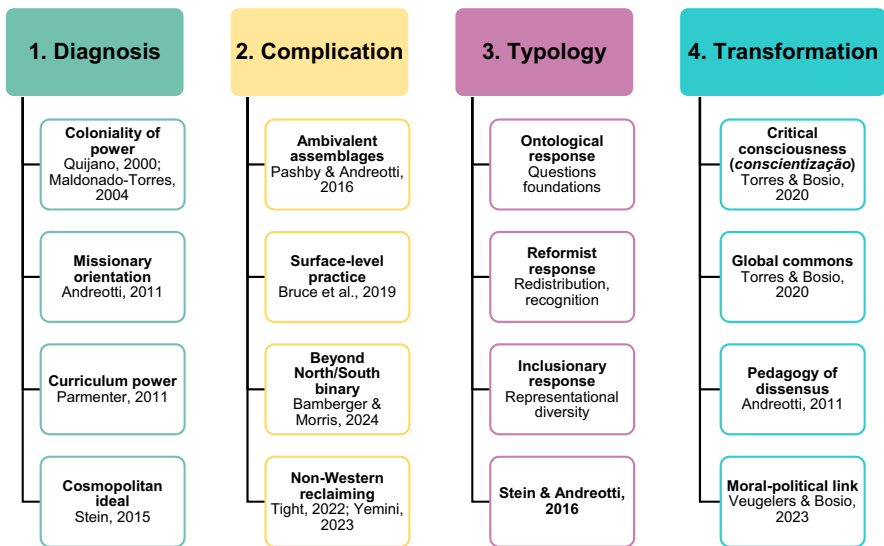 1. Diagnosis
Coloniality of
power
Quijano, 2000;
Maldonado-Torres,
2004
Missionary
orientation
Andreotti, 2011
Curriculum power
Parmenter, 2011
Cosmopolitan
ideal
Stein, 2015
2. Complication
Ambivalent
assemblages
Pashby & Andreotti,
2016
Surface-level
practice
Bruce et al., 2019
Beyond
North/South
binary
Bamberger &
Morris, 2024
Non-Western
reclaiming
Tight, 2022; Yemini,
2023
3. Typology
Ontological
response
Questions
foundations
Reformist
response
Redistribution,
recognition
Inclusionary
response
Representational
diversity
Stein & Andreotti,
2016
4. Transformation
Critical
consciousness
(conscientização)
Torres & Bosio,
2020
Global commons
Torres & Bosio,
2020
Pedagogy of
dissensus
Andreotti, 2011
Moral-political link
Veugelers & Bosio,
2023